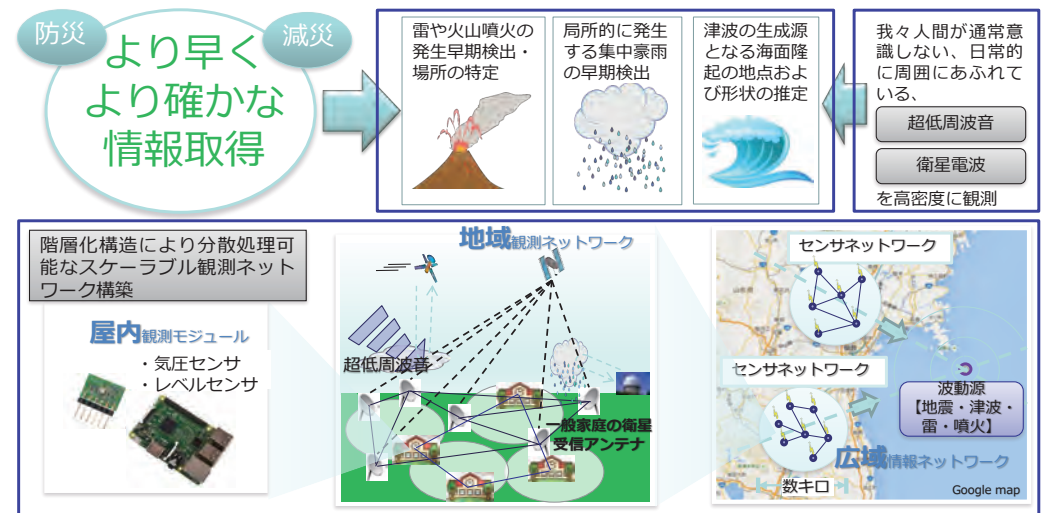 防災
減災
より早く
より確かな
情報取得
雷や火山噴火の
発生早期検出・
場所の特定
局所的に発生
する集中豪雨
の早期検出
津波の生成源
となる海面隆
起の地点およ
び形状の推定
我々人間が通常意
識しない、日常的
に周囲にあふれて
いる、
超低周波音
衛星電波
を高密度に観測
階層化構造により分散処理可
能なスケーラブル観測ネット
ワーク構築
屋内観測モジュール
・気圧センサ
・レベルセンサ
地域観測ネットワーク
超低周波音
一般家庭の衛星
受信アンテナ
センサネットワーク
センサネットワーク
波動源
【地震・津波・
雷・噴火】
広域情報ネットワーク
数キロ
Google map